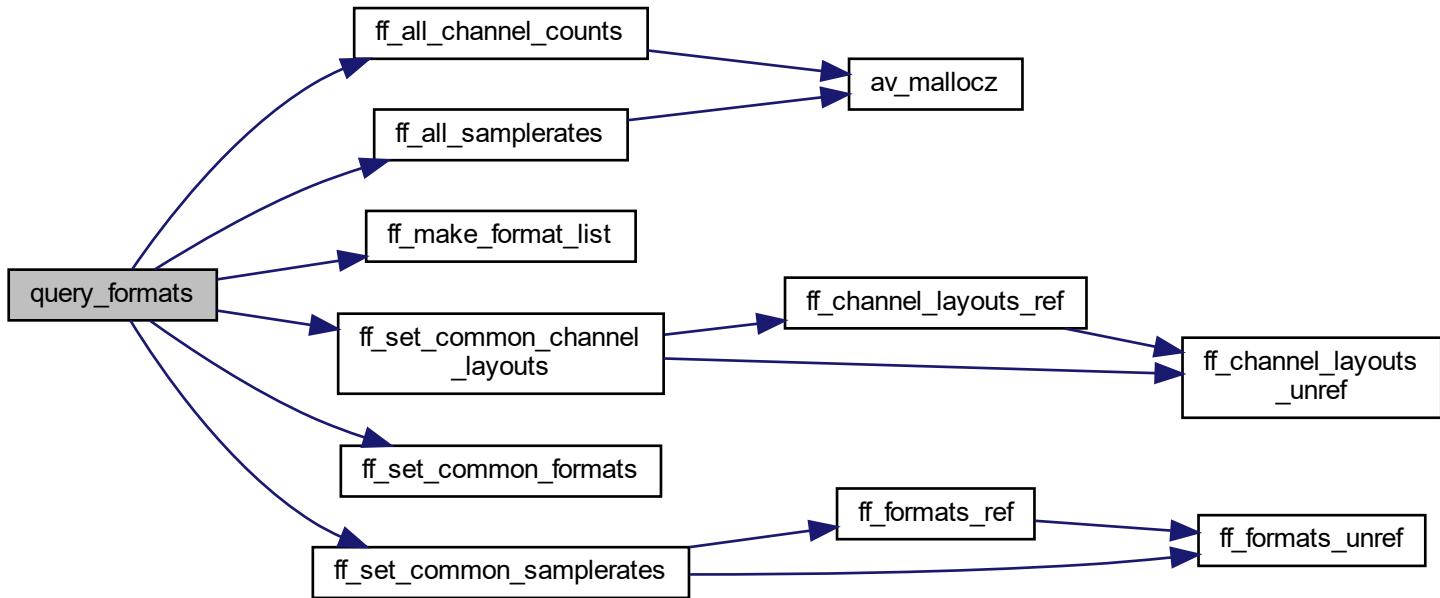 ff_all_channel_counts
av_mallocz
ff_all_samplerates
ff_make_format_list
query_formats
ff_channel_layouts_ref
ff_set_common_channel
_layouts
ff_channel_layouts
_unref
ff_set_common_formats
ff_formats_ref
ff_formats_unref
ff_set_common_samplerates